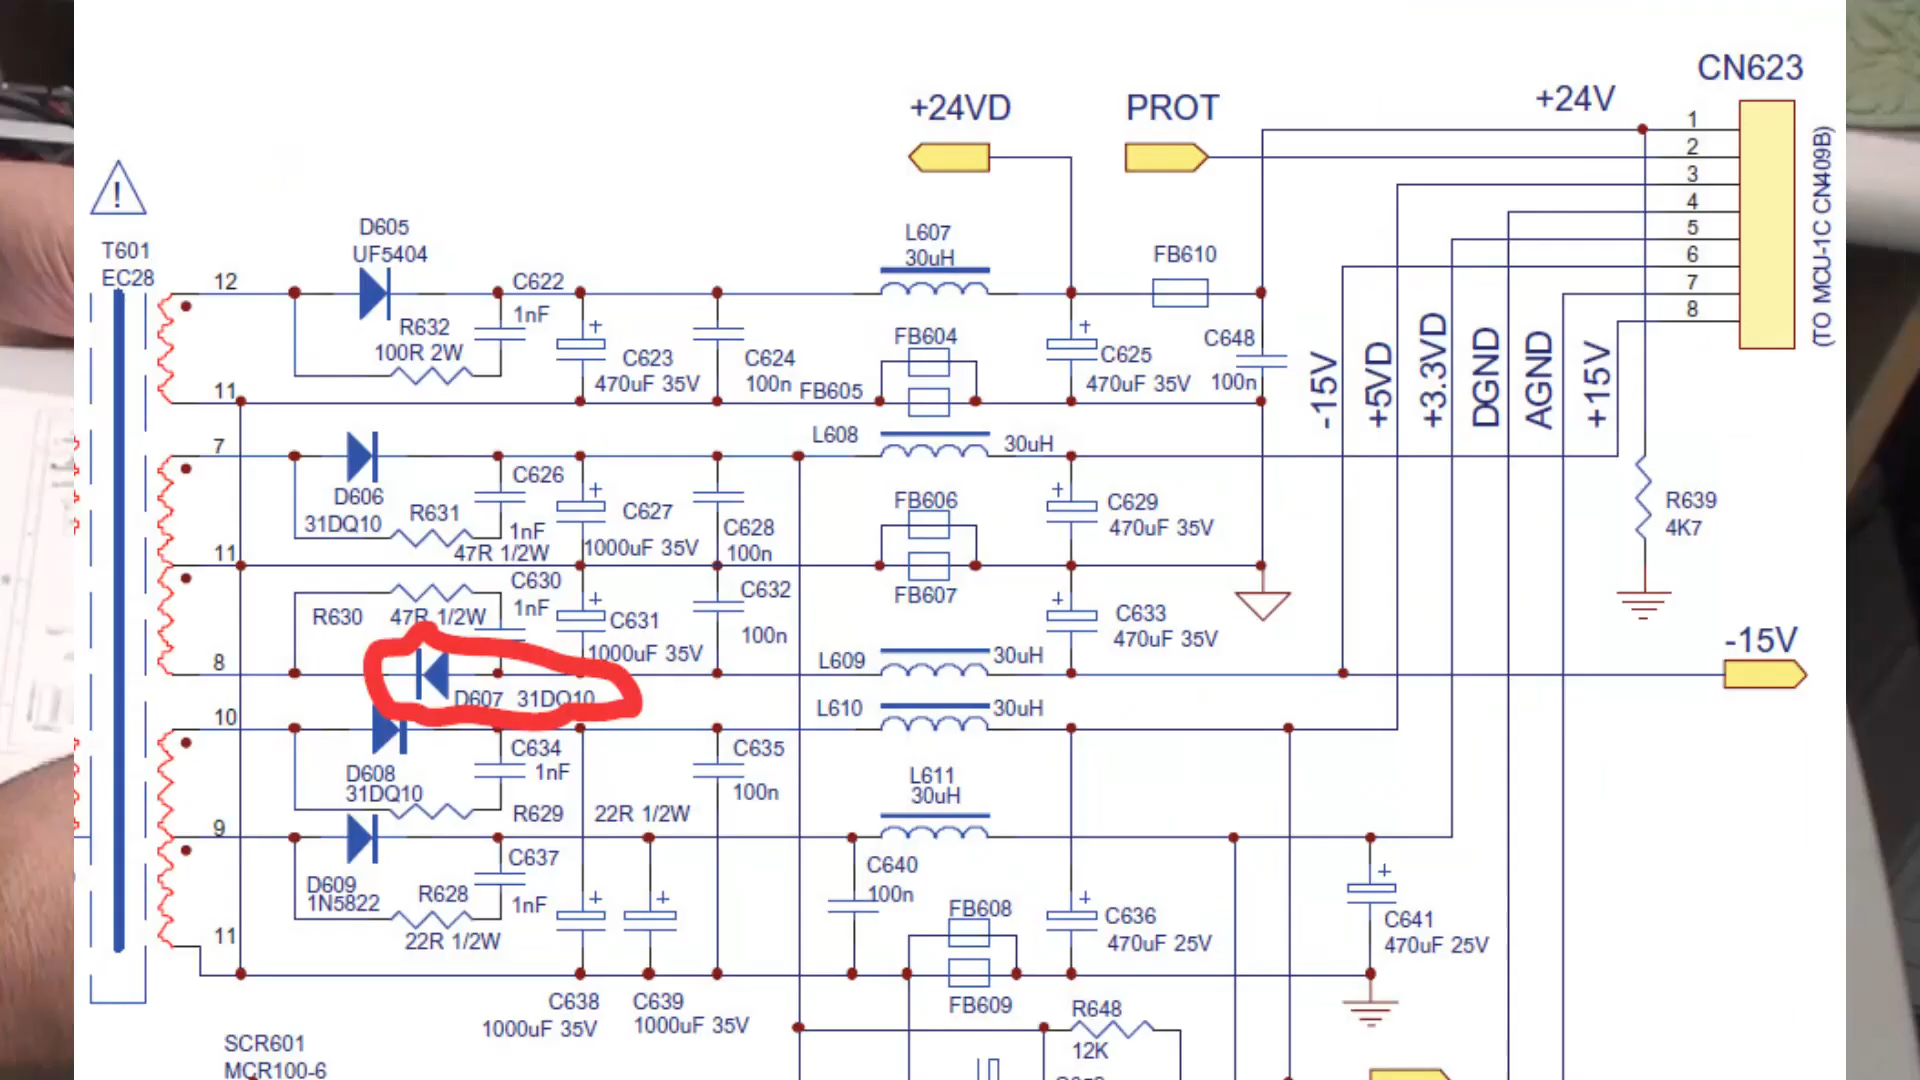 CN623
+24VD
PROT
+24V
1
2
3
4
5
6
7
8
(TO MCU-1C CN409B)
!
T601
EC28
D605
UF5404
12
C622
1nF
R632
100R 2W
C623
470uF 35V
C624
100n
L607
30uH
FB604
FB605
C625
470uF 35V
FB610
C648
100n
-15V
+5VD
+3.3VD
DGND
AGND
+15V
11
7
D606
31DQ10
R631
47R 1/2W
C626
1nF
C627
1000uF 35V
C628
100n
L608
30uH
FB606
FB607
C629
470uF 35V
R639
4K7
11
R630
47R 1/2W
C630
1nF
C631
1000uF 35V
C632
100n
C633
470uF 35V
8
D607 31DQ10
L609
30uH
-15V
10
L610
30uH
D608
31DQ10
C634
1nF
R629
22R 1/2W
C635
100n
L611
30uH
9
D609
1N5822
R628
22R 1/2W
C637
1nF
C640
100n
FB608
FB609
C636
470uF 25V
C641
470uF 25V
11
C638
1000uF 35V
C639
1000uF 35V
R648
12K
SCR601
MCR100-6